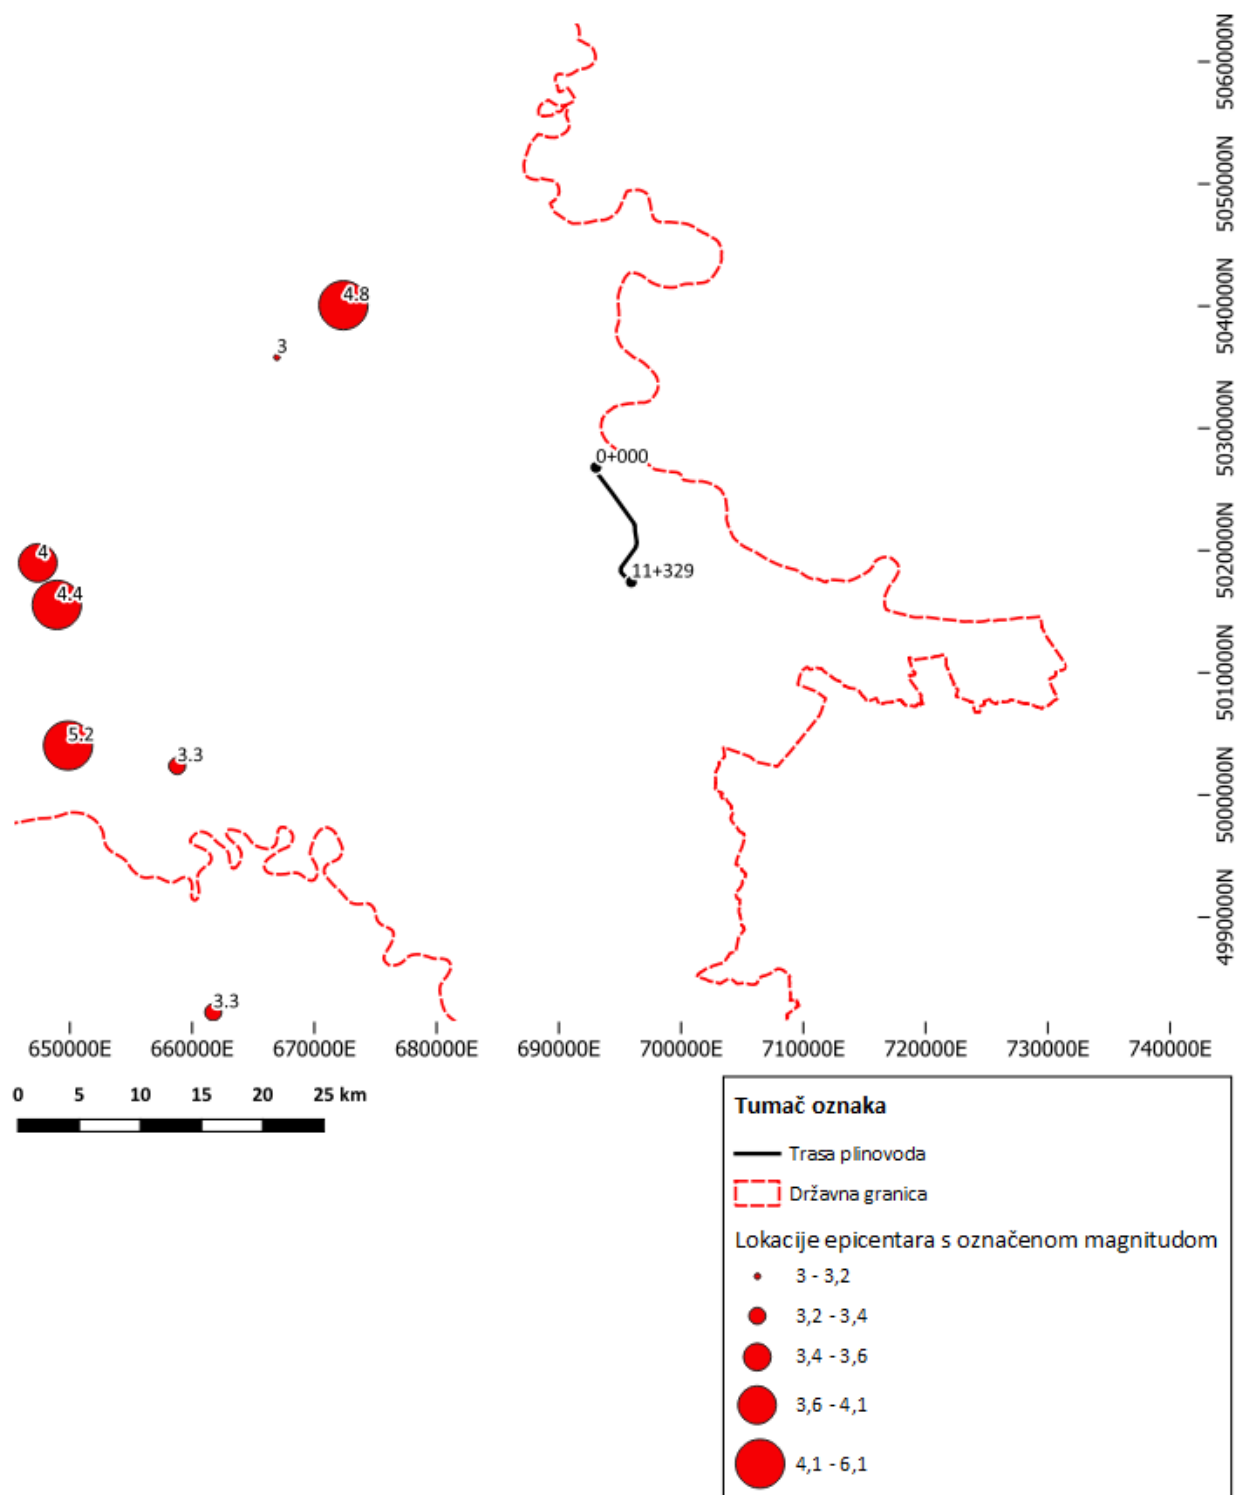 5060000N
5050000N
4.8
5040000N
3
5030000N
0+000
4
5020000N
11+329
4.4
5010000N
5.2
3.3
5000000N
4990000N
3.3
650000E 660000E 670000E 680000E 690000E 700000E 710000E 720000E 730000E 740000E
0 5 10 15 20 25 km
Tumač oznaka
Trasa plinovoda
Državna granica
Lokacije epicentara s označenom magnitudom
3 - 3,2
3,2 - 3,4
3,4 - 3,6
3,6 - 4,1
4,1 - 6,1